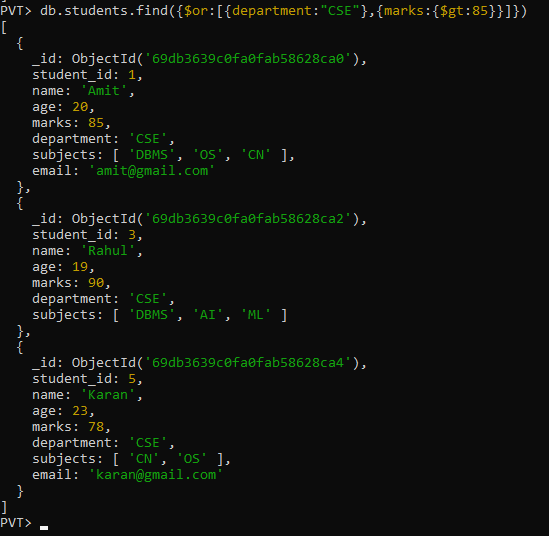 PVT> db.students.find({$or:[{department:"CSE"},{marks:{$gt:85}}]})
[
  {
    _id: ObjectId('69db3639c0fa0fab58628ca0'),
    student_id: 1,
    name: 'Amit',
    age: 20,
    marks: 85,
    department: 'CSE',
    subjects: [ 'DBMS', 'OS', 'CN' ],
    email: 'amit@gmail.com'
  },
  {
    _id: ObjectId('69db3639c0fa0fab58628ca2'),
    student_id: 3,
    name: 'Rahul',
    age: 19,
    marks: 90,
    department: 'CSE',
    subjects: [ 'DBMS', 'AI', 'ML' ]
  },
  {
    _id: ObjectId('69db3639c0fa0fab58628ca4'),
    student_id: 5,
    name: 'Karan',
    age: 23,
    marks: 78,
    department: 'CSE',
    subjects: [ 'CN', 'OS' ],
    email: 'karan@gmail.com'
  }
]
PVT>